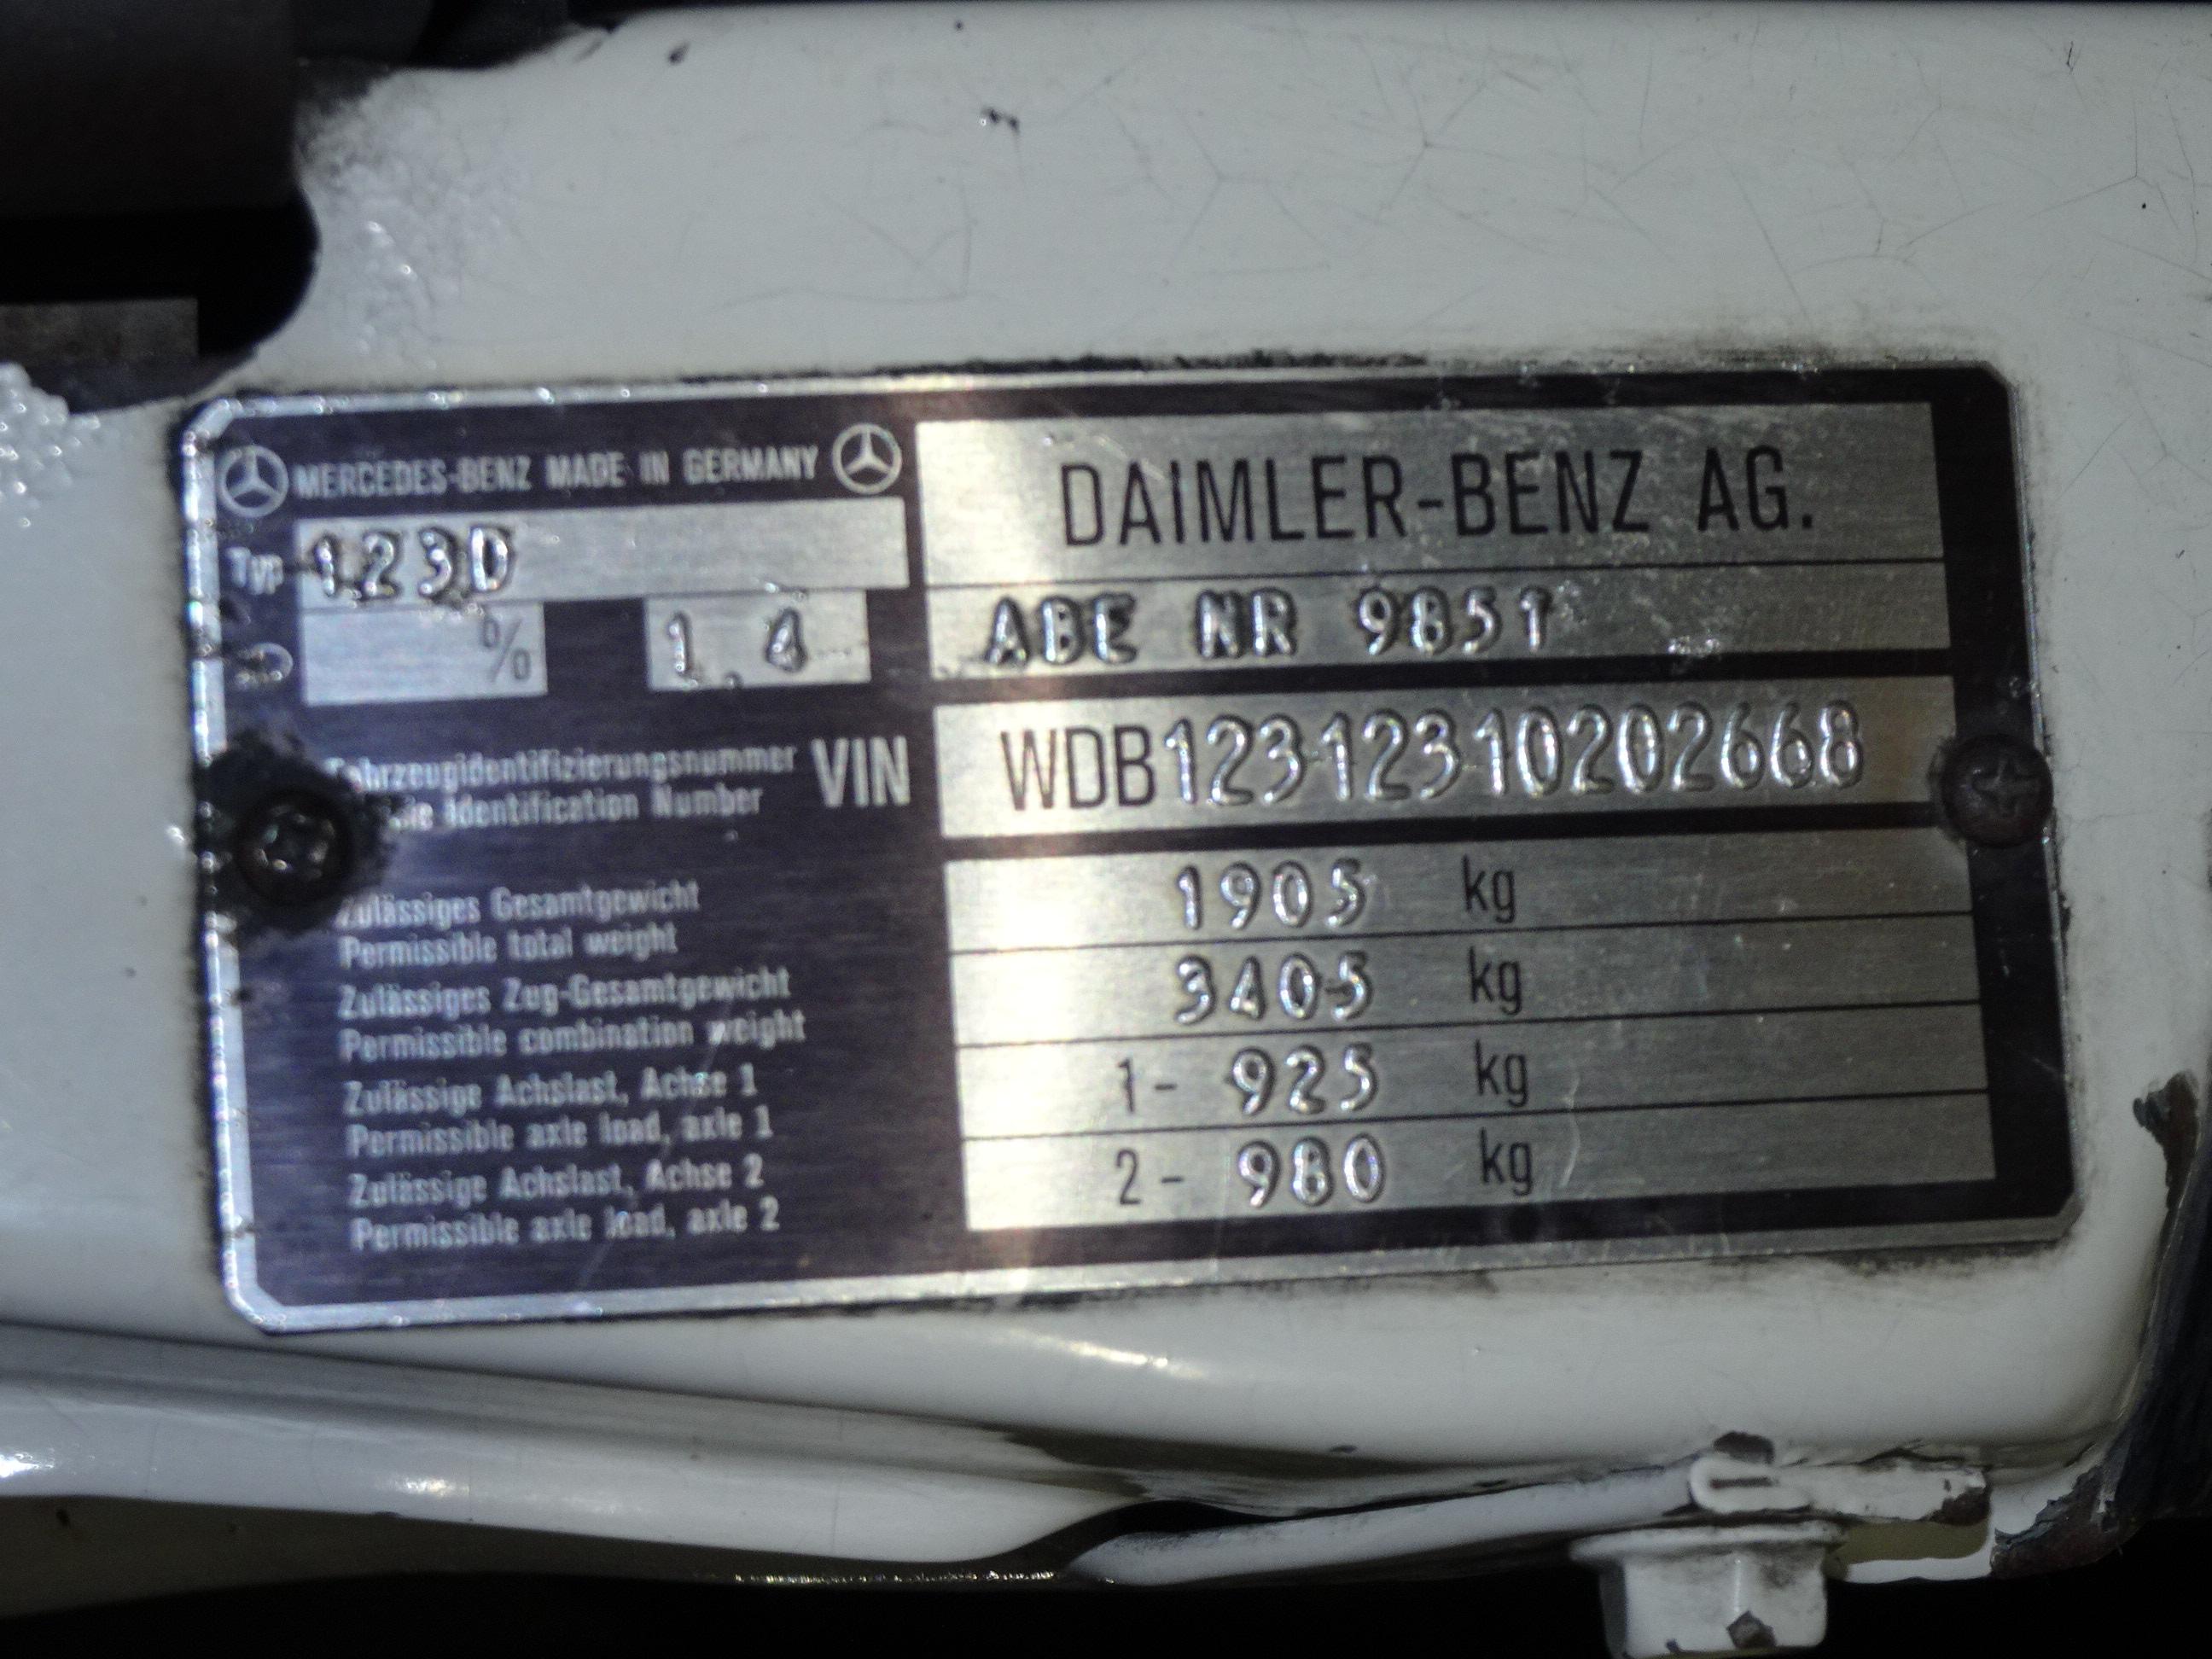 MERCEDES-BENZ MADE IN GERMANY
DAIMLER-BENZ AG.
Typ 123D
% 1.4
ABE NR 9851
Fahrzeugidentifizierungsnummer
Identification Number
VIN WDB12312310202668
Zulässiges Gesamtgewicht
Permissible total weight
1905 kg
Zulässiges Zug-Gesamtgewicht
Permissible combination weight
3405 kg
Zulässige Achslast, Achse 1
Permissible axle load, axle 1
1- 925 kg
Zulässige Achslast, Achse 2
Permissible axle load, axle 2
2- 980 kg